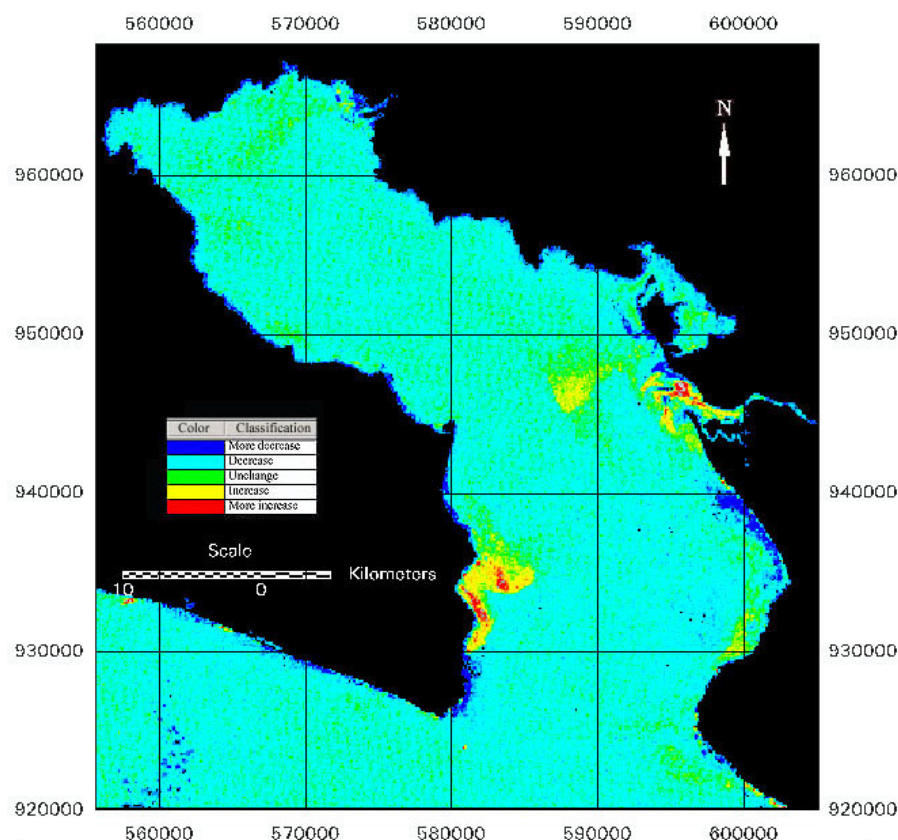 560000 570000 580000 590000 600000
N
960000 960000
950000 950000
Color Classification
More decrease
Decrease
Unchange
Increase
More increase
940000 940000
Scale
Kilometers
10 0
930000 930000
920000 920000
560000 570000 580000 590000 600000